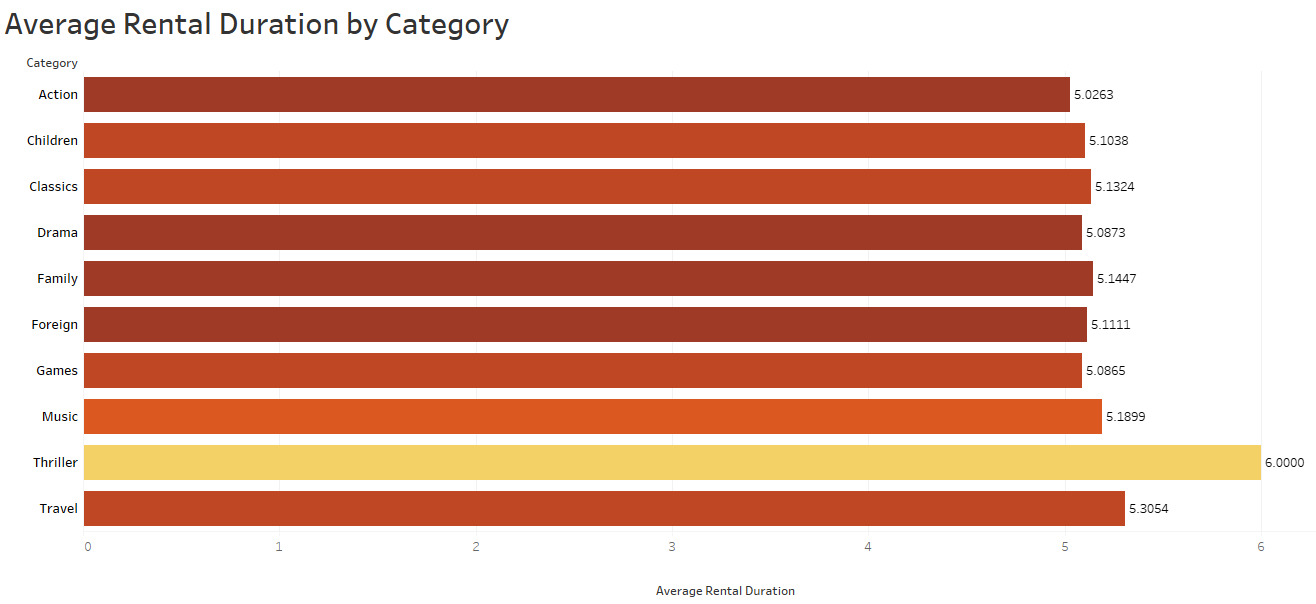 Average Rental Duration by Category
Category
Action 5.0263
Children 5.1038
Classics 5.1324
Drama 5.0873
Family 5.1447
Foreign 5.1111
Games 5.0865
Music 5.1899
Thriller 6.0000
Travel 5.3054
0 1 2 3 4 5 6
Average Rental Duration